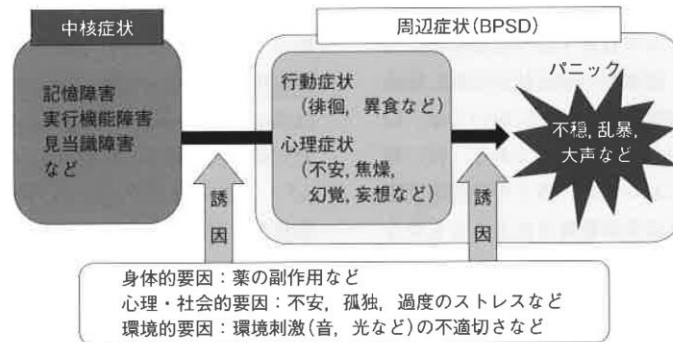 中核症状
記憶障害
実行機能障害
見当識障害
など
周辺症状(BPSD)
行動症状
(徘徊, 異食など)
心理症状
(不安, 焦燥,
幻覚, 妄想など)
パニック
不穏, 乱暴,
大声など
誘因
誘因
身体的要因：薬の副作用など
心理・社会的要因：不安, 孤独, 過度のストレスなど
環境的要因：環境刺激(音, 光など)の不適切さなど